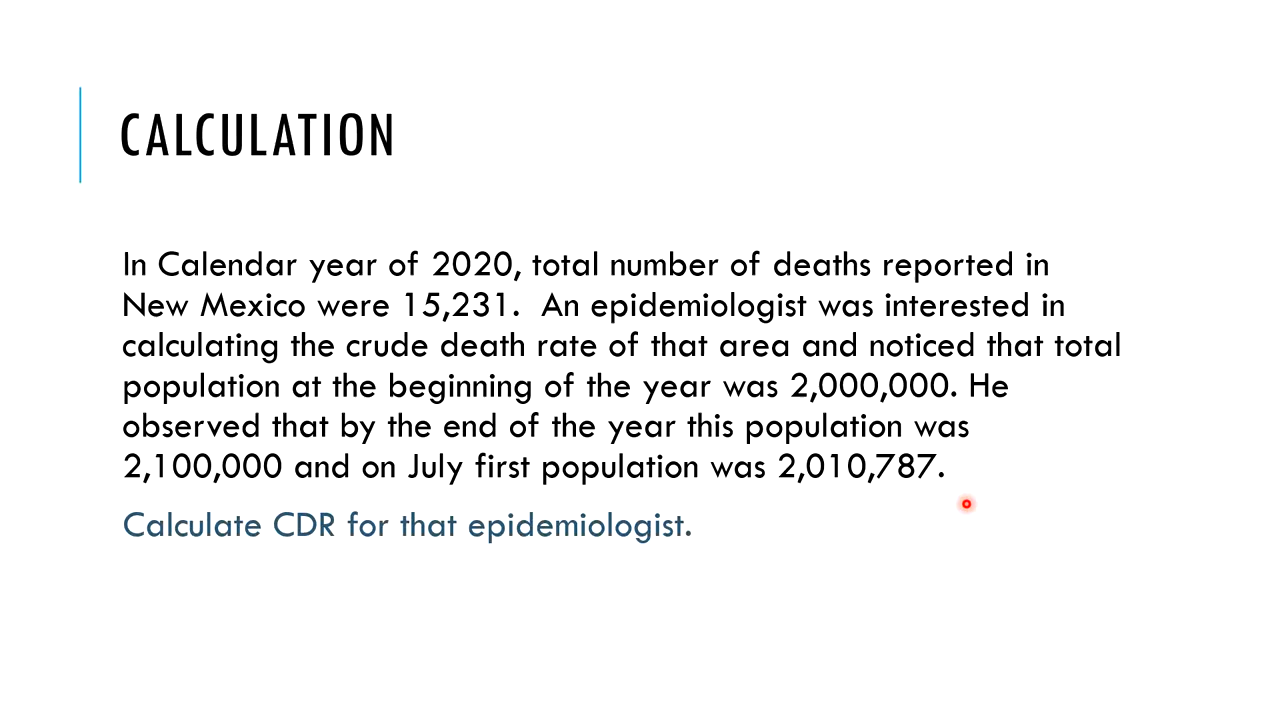 CALCULATION
In Calendar year of 2020, total number of deaths reported in
New Mexico were 15,231.  An epidemiologist was interested in
calculating the crude death rate of that area and noticed that total
population at the beginning of the year was 2,000,000. He
observed that by the end of the year this population was
2,100,000 and on July first population was 2,010,787.
Calculate CDR for that epidemiologist.